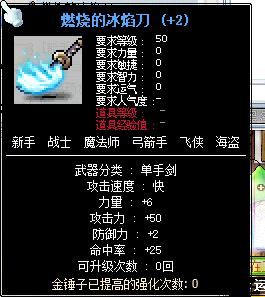 燃烧的冰焰刀 (+2)
要求等级 : 50
要求力量 : 0
要求敏捷 : 0
要求智力 : 0
要求运气 : 0
要求人气度 -
道具等级 : -
道具经验值 : -
新手 战士 魔法师 弓箭手 飞侠 海盗
武器分类 : 单手剑
攻击速度 : 快
力量 : +6
攻击力 : +50
防御力 : +2
命中率 : +25
可升级次数 : 0回
金锤子已提高的强化次数: 0
运